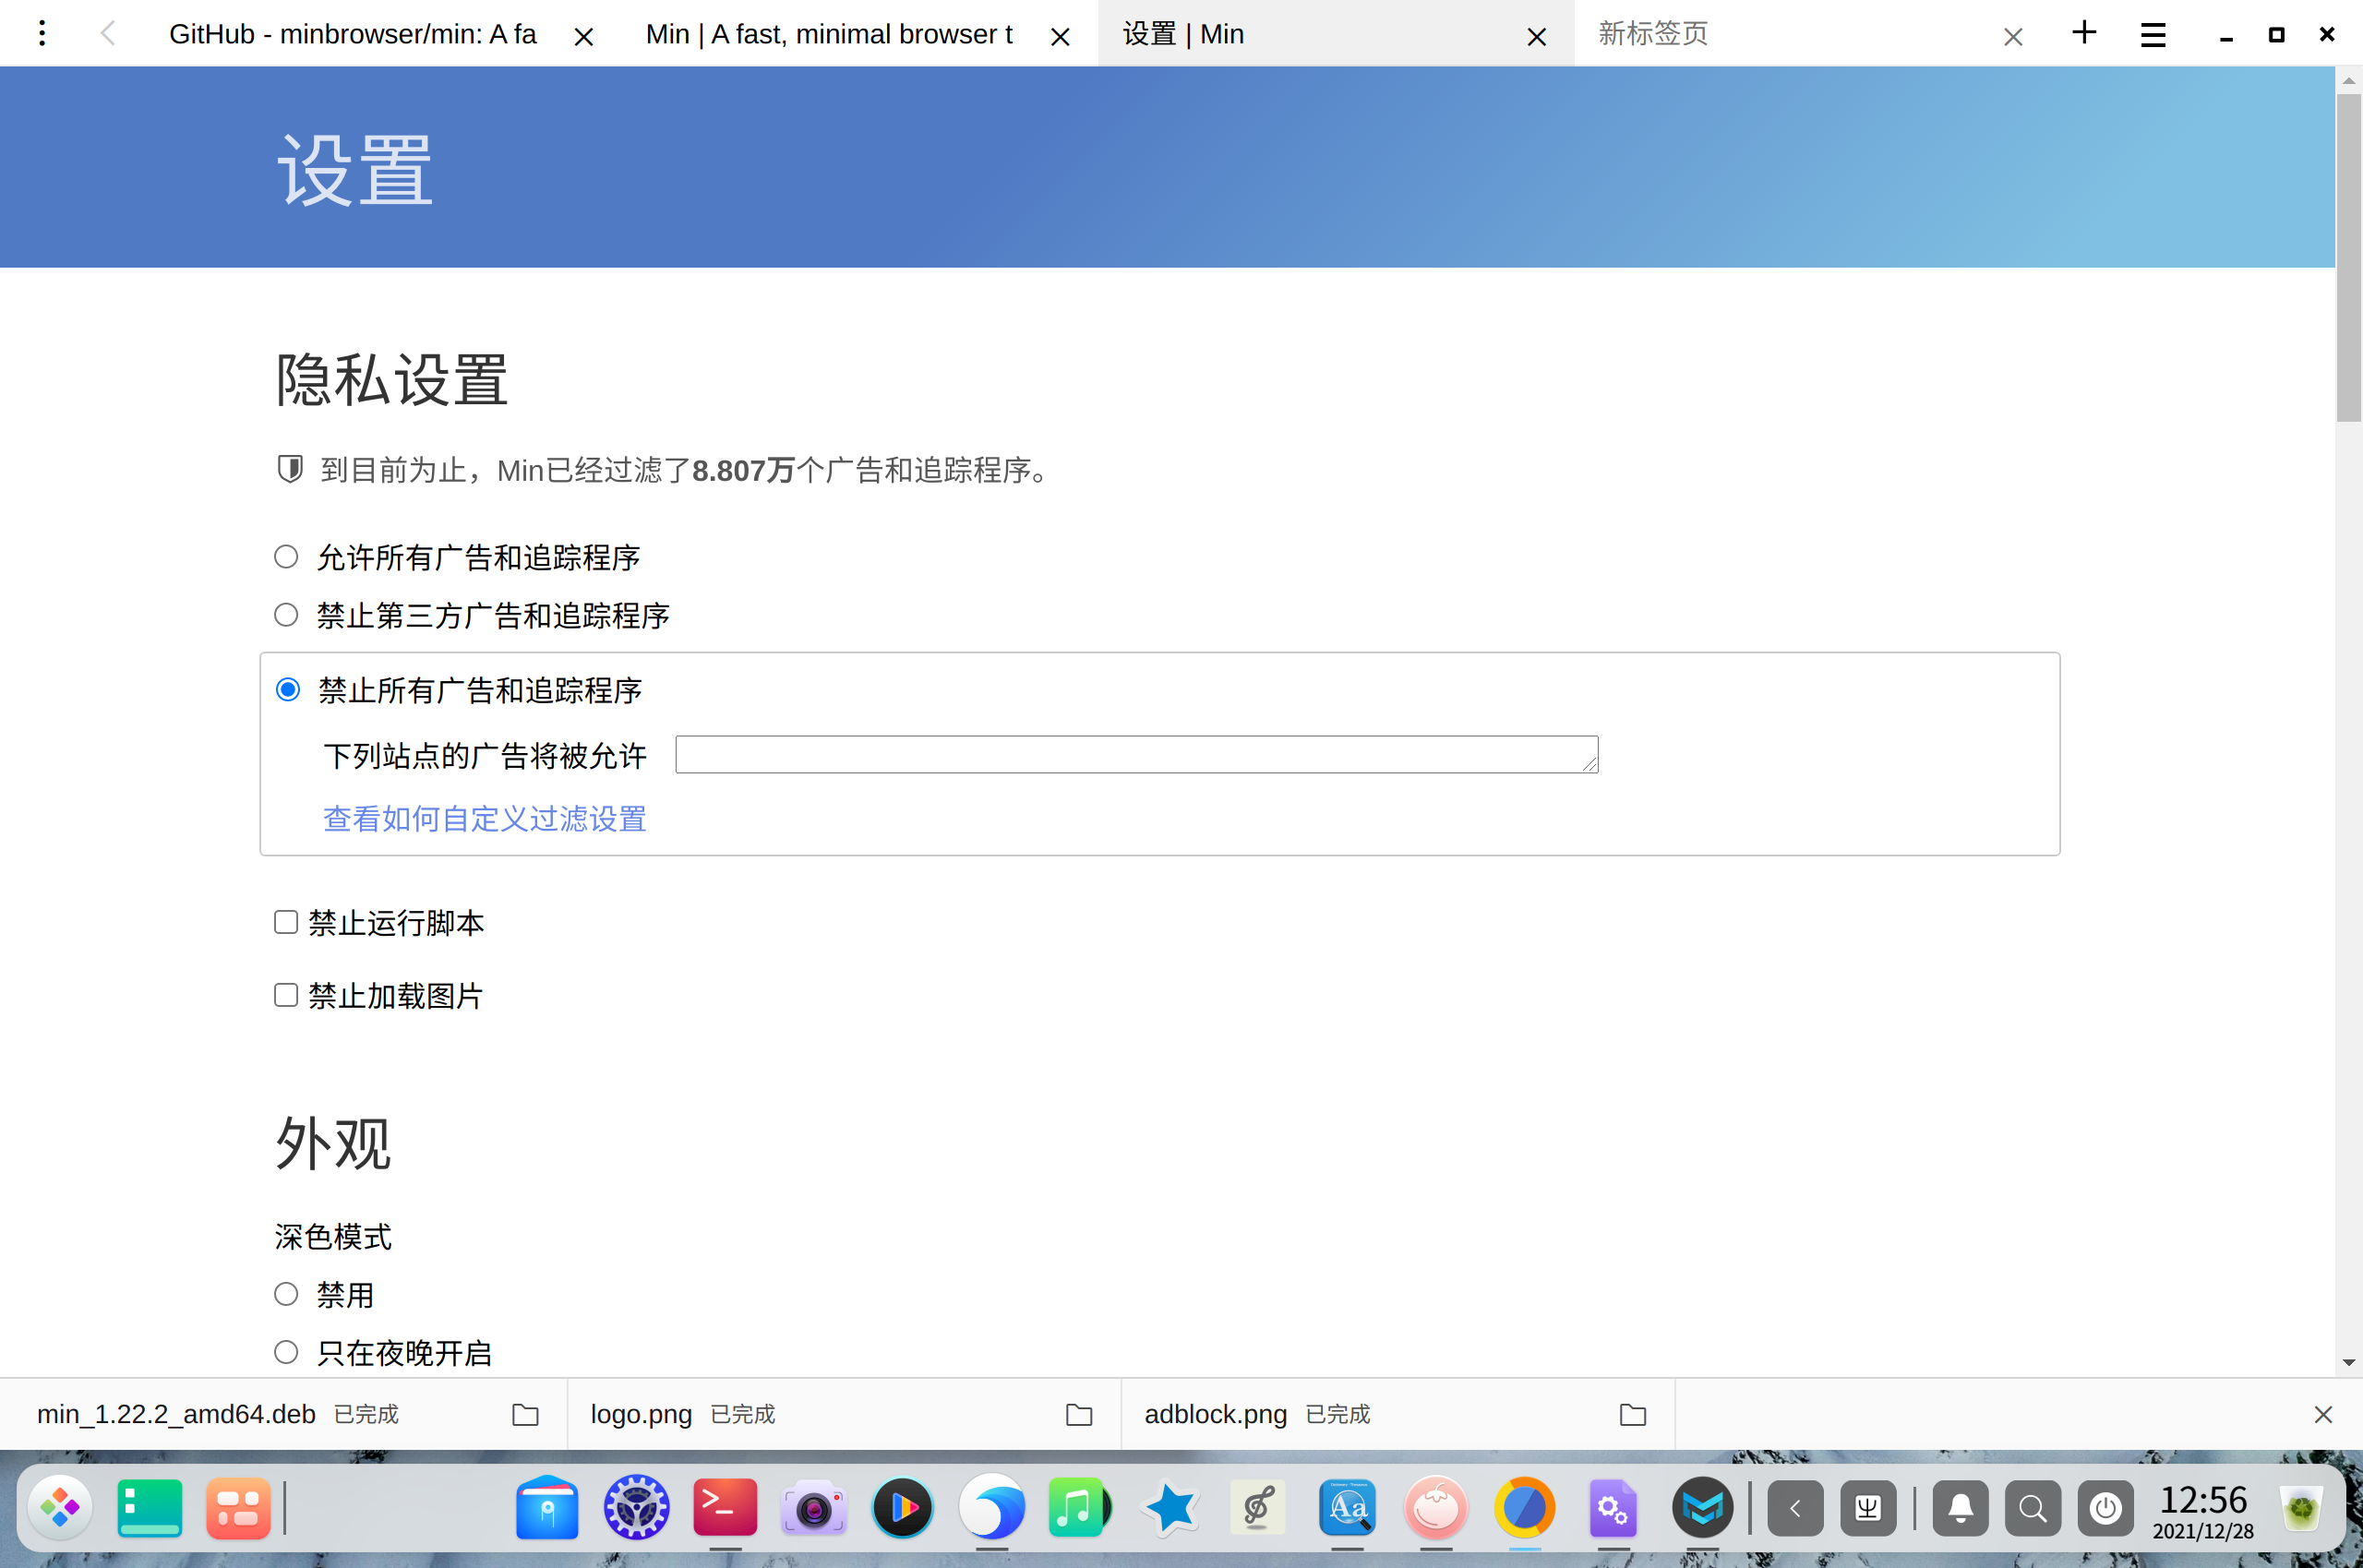 GitHub - minbrowser/min: A fa
Min | A fast, minimal browser t
设置 | Min
新标签页
设置
隐私设置
到目前为止，Min已经过滤了8.807万个广告和追踪程序。
允许所有广告和追踪程序
禁止第三方广告和追踪程序
禁止所有广告和追踪程序
下列站点的广告将被允许
查看如何自定义过滤设置
禁止运行脚本
禁止加载图片
外观
深色模式
禁用
只在夜晚开启
min_1.22.2_amd64.deb 已完成
logo.png 已完成
adblock.png 已完成
Aa
12:56
2021/12/28